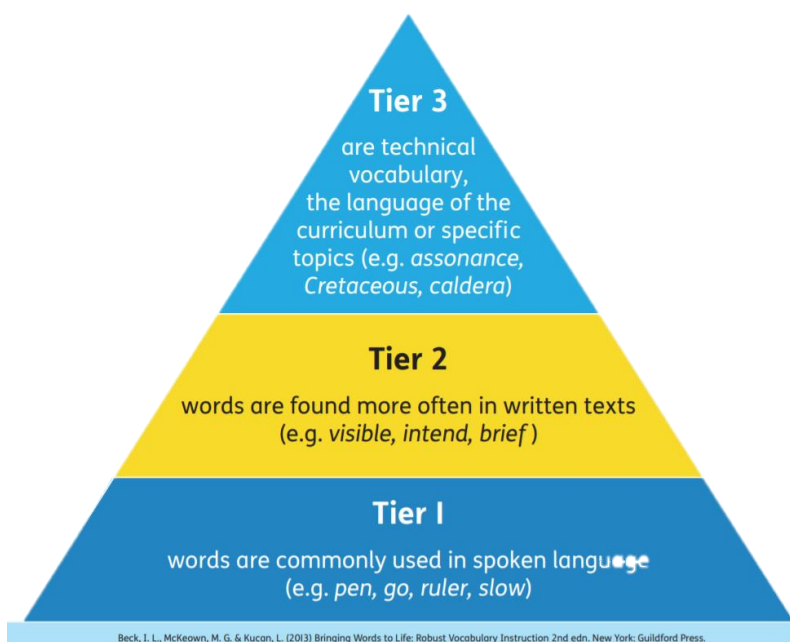 Tier 3
are technical
vocabulary,
the language of the
curriculum or specific
topics (e.g. assonance,
Cretaceous, caldera)
Tier 2
words are found more often in written texts
(e.g. visible, intend, brief )
Tier 1
words are commonly used in spoken language
(e.g. pen, go, ruler, slow)
Beck, I. L., McKeown, M. G. & Kucan, L. (2013) Bringing Words to Life: Robust Vocabulary Instruction 2nd edn. New York: Guildford Press.